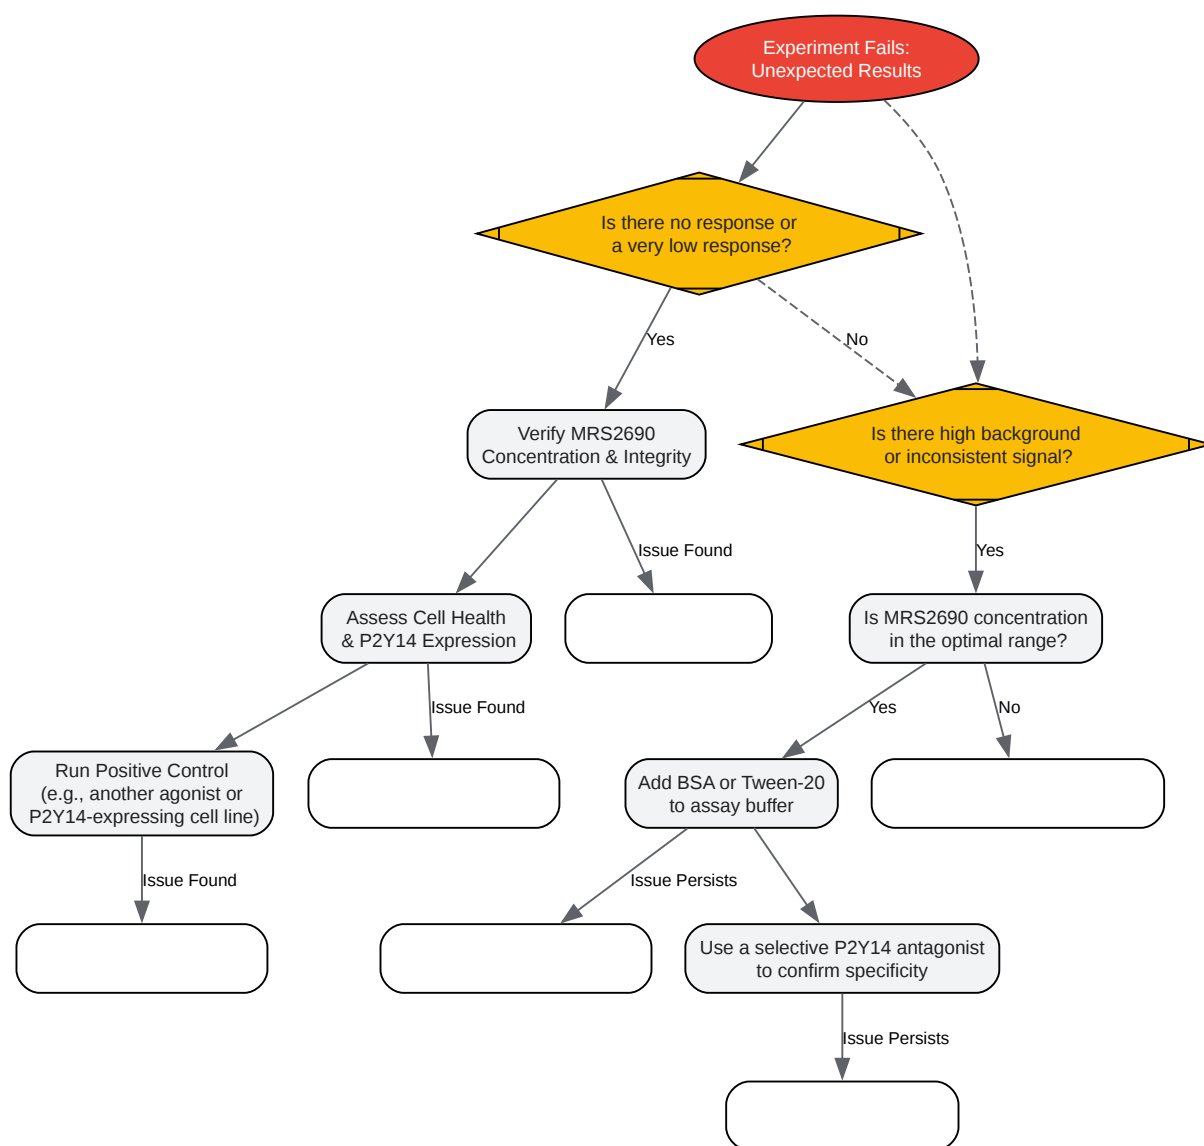 Experiment Fails:
Unexpected Results
Is there no response or
a very low response?
Yes
No
Verify MRS2690
Concentration & Integrity
Is there high background
or inconsistent signal?
Issue Found
Yes
Assess Cell Health
& P2Y14 Expression
Is MRS2690 concentration
in the optimal range?
Issue Found
Yes
No
Run Positive Control
(e.g., another agonist or
P2Y14-expressing cell line)
Add BSA or Tween-20
to assay buffer
Issue Found
Issue Persists
Use a selective P2Y14 antagonist
to confirm specificity
Issue Persists